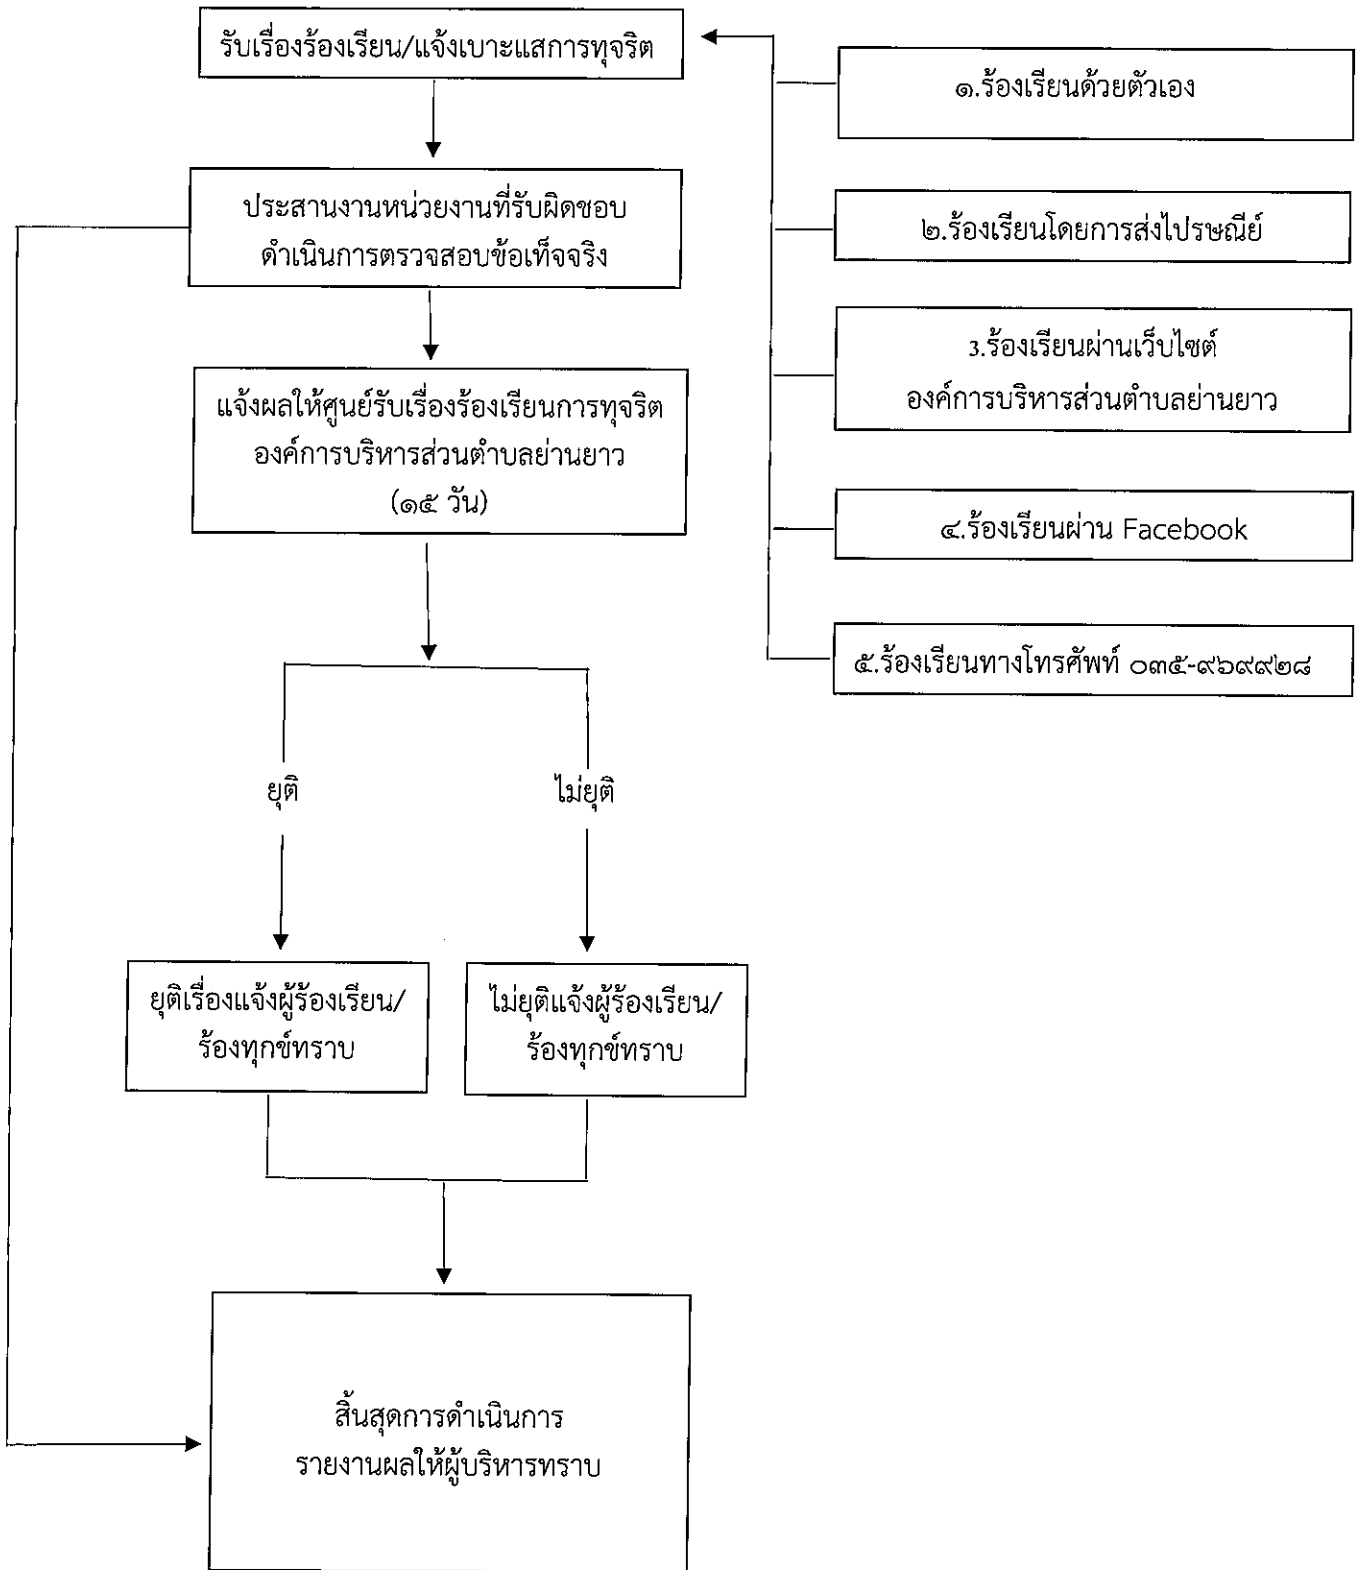 รับเรื่องร้องเรียน/แจ้งเบาะแสการทุจริต
๑.ร้องเรียนด้วยตัวเอง
ประสานงานหน่วยงานที่รับผิดชอบ
ดำเนินการตรวจสอบข้อเท็จจริง
๒.ร้องเรียนโดยการส่งไปรษณีย์
3.ร้องเรียนผ่านเว็บไซต์
องค์การบริหารส่วนตำบลย่านยาว
แจ้งผลให้ศูนย์รับเรื่องร้องเรียนการทุจริต
องค์การบริหารส่วนตำบลย่านยาว
(๑๕ วัน)
๔.ร้องเรียนผ่าน Facebook
๕.ร้องเรียนทางโทรศัพท์ ๐๓๕-๙๖๙๙๒๘
ยุติ
ไม่ยุติ
ยุติเรื่องแจ้งผู้ร้องเรียน/
ร้องทุกข์ทราบ
ไม่ยุติแจ้งผู้ร้องเรียน/
ร้องทุกข์ทราบ
สิ้นสุดการดำเนินการ
รายงานผลให้ผู้บริหารทราบ